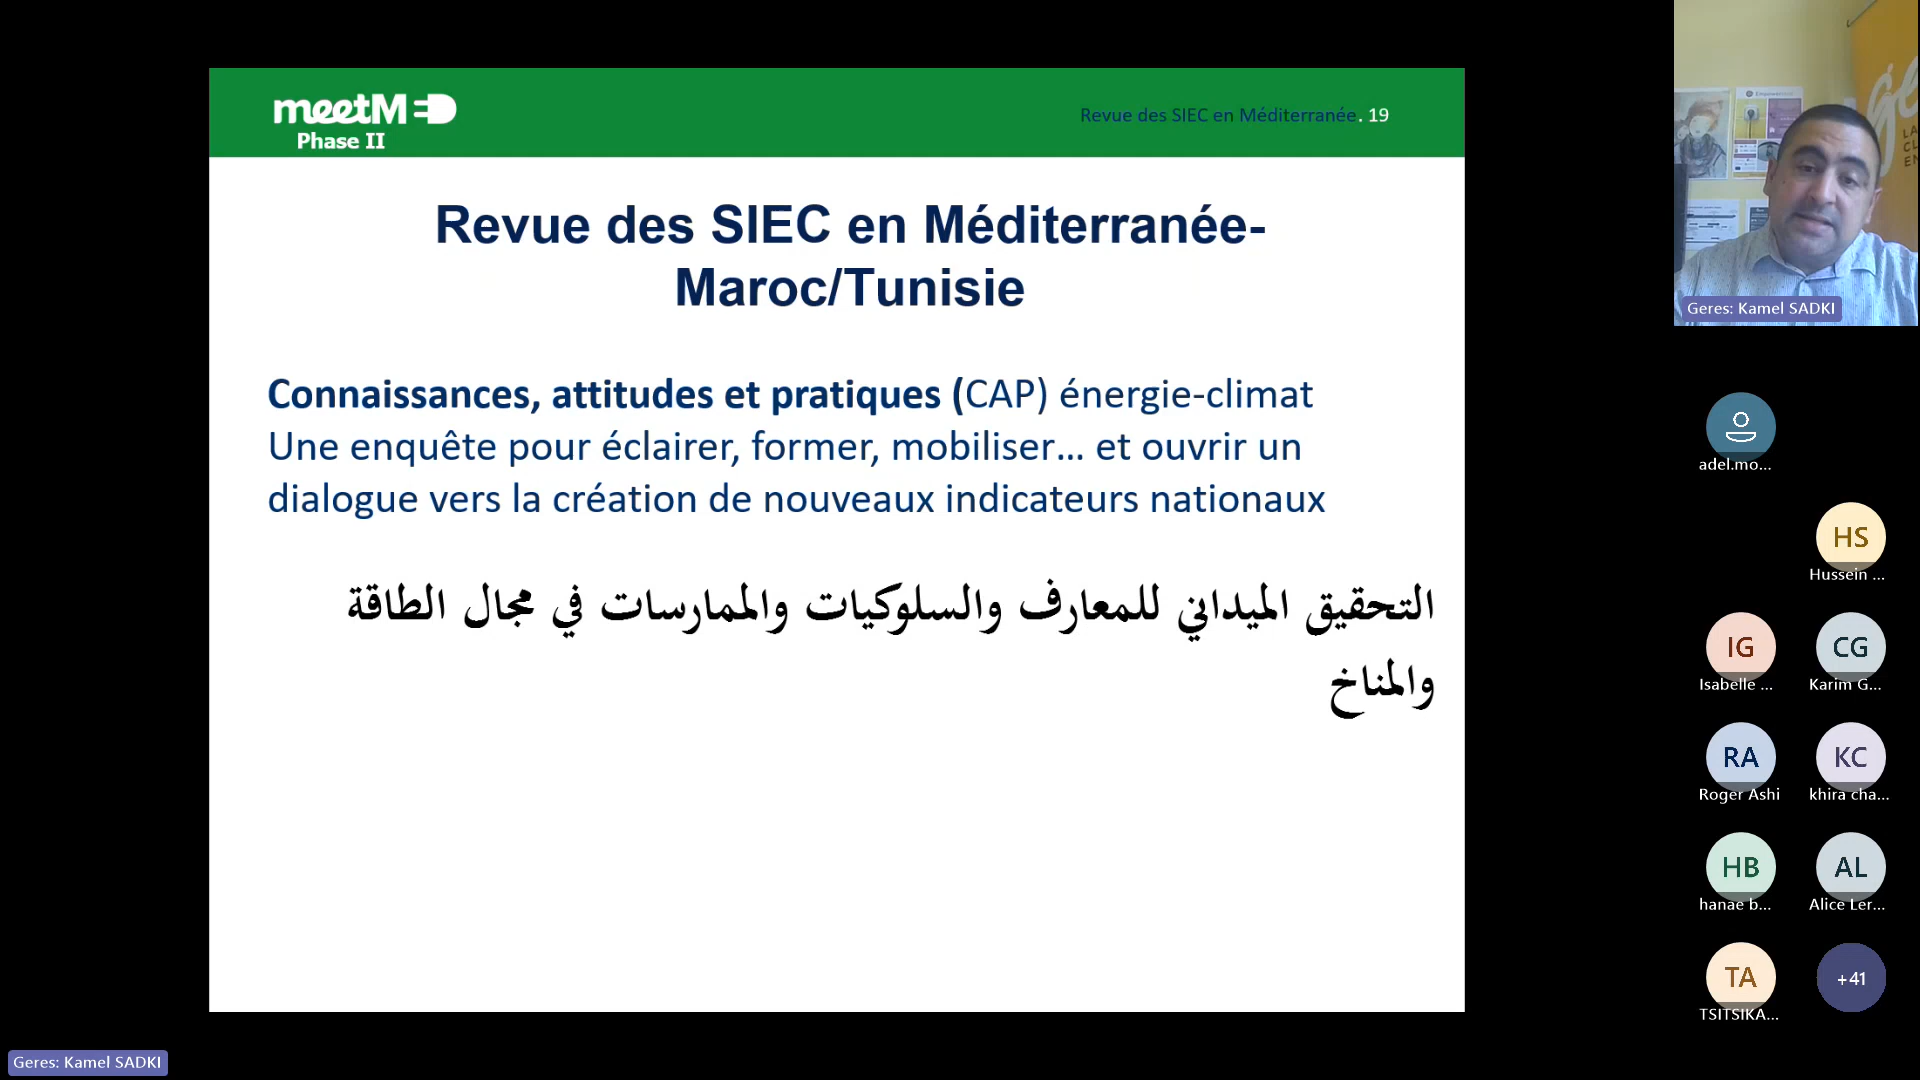 meetMED
Phase II
Revue des SIEC en Méditerranée. 19
Revue des SIEC en Méditerranée-
Maroc/Tunisie
Connaissances, attitudes et pratiques (CAP) énergie-climat
Une enquête pour éclairer, former, mobiliser… et ouvrir un
dialogue vers la création de nouveaux indicateurs nationaux
التحقيق الميداني للمعارف والسلوكيات والممارسات في مجال الطاقة
والمناخ
Geres: Kamel SADKI
adel.mo...
HS
Hussein ...
IG
Isabelle ...
CG
Karim G...
RA
Roger Ashi
KC
khira cha...
HB
hanae b...
AL
Alice Ler...
TA
TSITSIKA...
+41
Geres: Kamel SADKI